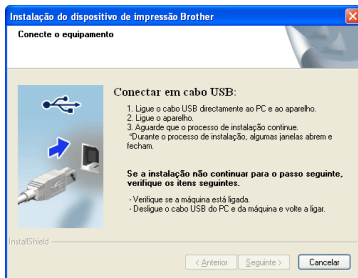 Instalação do dispositivo de impressão Brother
Conecte o equipamento
Conectar em cabo USB:
1. Ligue o cabo USB directamente ao PC e ao aparelho.
2. Ligue o aparelho.
3. Aguarde que o processo de instalação continue.
*Durante o processo de instalação, algumas janelas abrem e
fecham.
Se a instalação não continuar para o passo seguinte,
verifique os itens seguintes.
- Verifique se a máquina está ligada.
- Desligue o cabo USB do PC e da máquina e volte a ligar.
InstallShield
< Anterior Seguinte > Cancelar